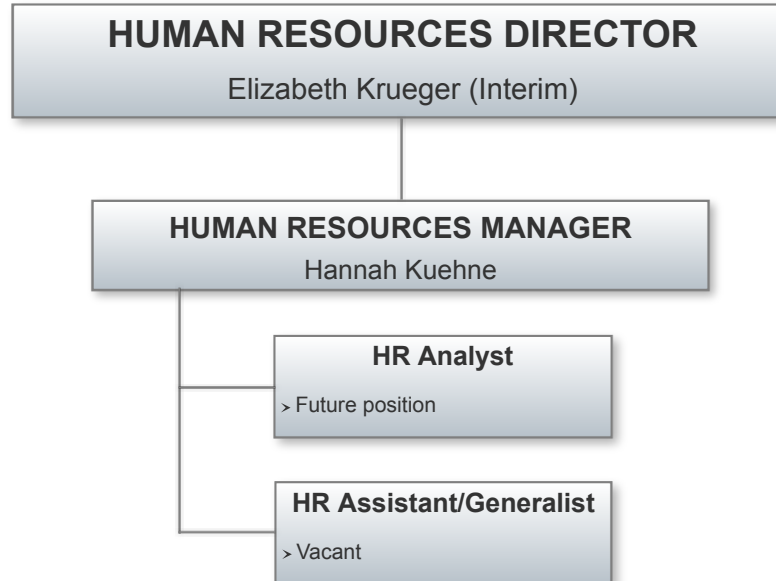 HUMAN RESOURCES DIRECTOR
Elizabeth Krueger (Interim)
HUMAN RESOURCES MANAGER
Hannah Kuehne
HR Analyst
> Future position
HR Assistant/Generalist
> Vacant